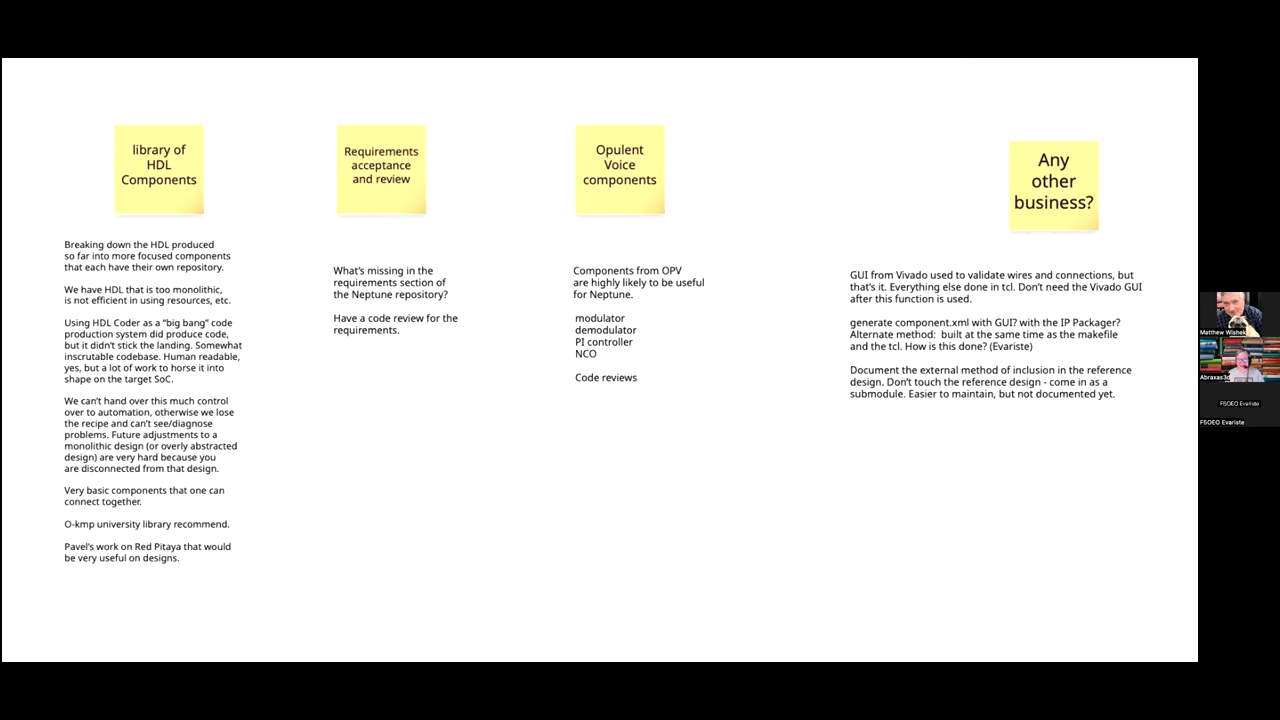 library of
HDL
Components
Breaking down the HDL produced
so far into more focused components
that each have their own repository.
We have HDL that is too monolithic,
is not efficient in using resources, etc.
Using HDL Coder as a “big bang” code
production system did produce code,
but it didn’t stick the landing. Somewhat
inscrutable codebase. Human readable,
yes, but a lot of work to horse it into
shape on the target SoC.
We can’t hand over this much control
over to automation, otherwise we lose
the recipe and can’t see/diagnose
problems. Future adjustments to a
monolithic design (or overly abstracted
design) are very hard because you
are disconnected from that design.
Very basic components that one can
connect together.
O-kmp university library recommend.
Pavel’s work on Red Pitaya that would
be very useful on designs.
Requirements
acceptance
and review
What’s missing in the
requirements section of
the Neptune repository?
Have a code review for the
requirements.
Opulent
Voice
components
Components from OPV
are highly likely to be useful
for Neptune.
modulator
demodulator
PI controller
NCO
Code reviews
Any
other
business?
GUI from Vivado used to validate wires and connections, but
that’s it. Everything else done in tcl. Don’t need the Vivado GUI
after this function is used.
generate component.xml with GUI? with the IP Packager?
Alternate method:  built at the same time as the makefile
and the tcl. How is this done? (Evariste)
Document the external method of inclusion in the reference
design. Don’t touch the reference design - come in as a
submodule. Easier to maintain, but not documented yet.
Matthew Wishek
Abraxas3d
F5OEO Evariste
F5OEO Evariste